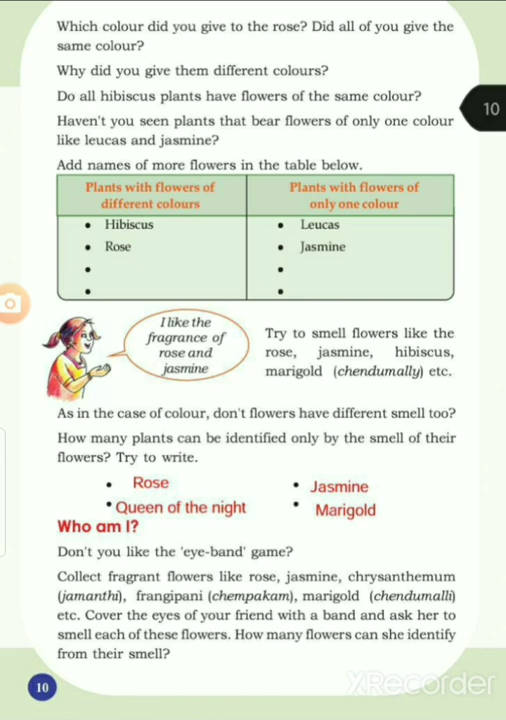 Which colour did you give to the rose? Did all of you give the
same colour?
Why did you give them different colours?
Do all hibiscus plants have flowers of the same colour?
Haven't you seen plants that bear flowers of only one colour
like leucas and jasmine?
Add names of more flowers in the table below.
Plants with flowers of
different colours
Plants with flowers of
only one colour
• Hibiscus
• Rose
•
•
• Leucas
• Jasmine
•
•
I like the
fragrance of
rose and
jasmine
Try to smell flowers like the
rose, jasmine, hibiscus,
marigold (chendumally) etc.
As in the case of colour, don't flowers have different smell too?
How many plants can be identified only by the smell of their
flowers? Try to write.
• Rose
• Jasmine
• Queen of the night
• Marigold
Who am I?
Don't you like the 'eye-band' game?
Collect fragrant flowers like rose, jasmine, chrysanthemum
(jamanthi), frangipani (chempakam), marigold (chendumalli)
etc. Cover the eyes of your friend with a band and ask her to
smell each of these flowers. How many flowers can she identify
from their smell?
10
10
XRecorder